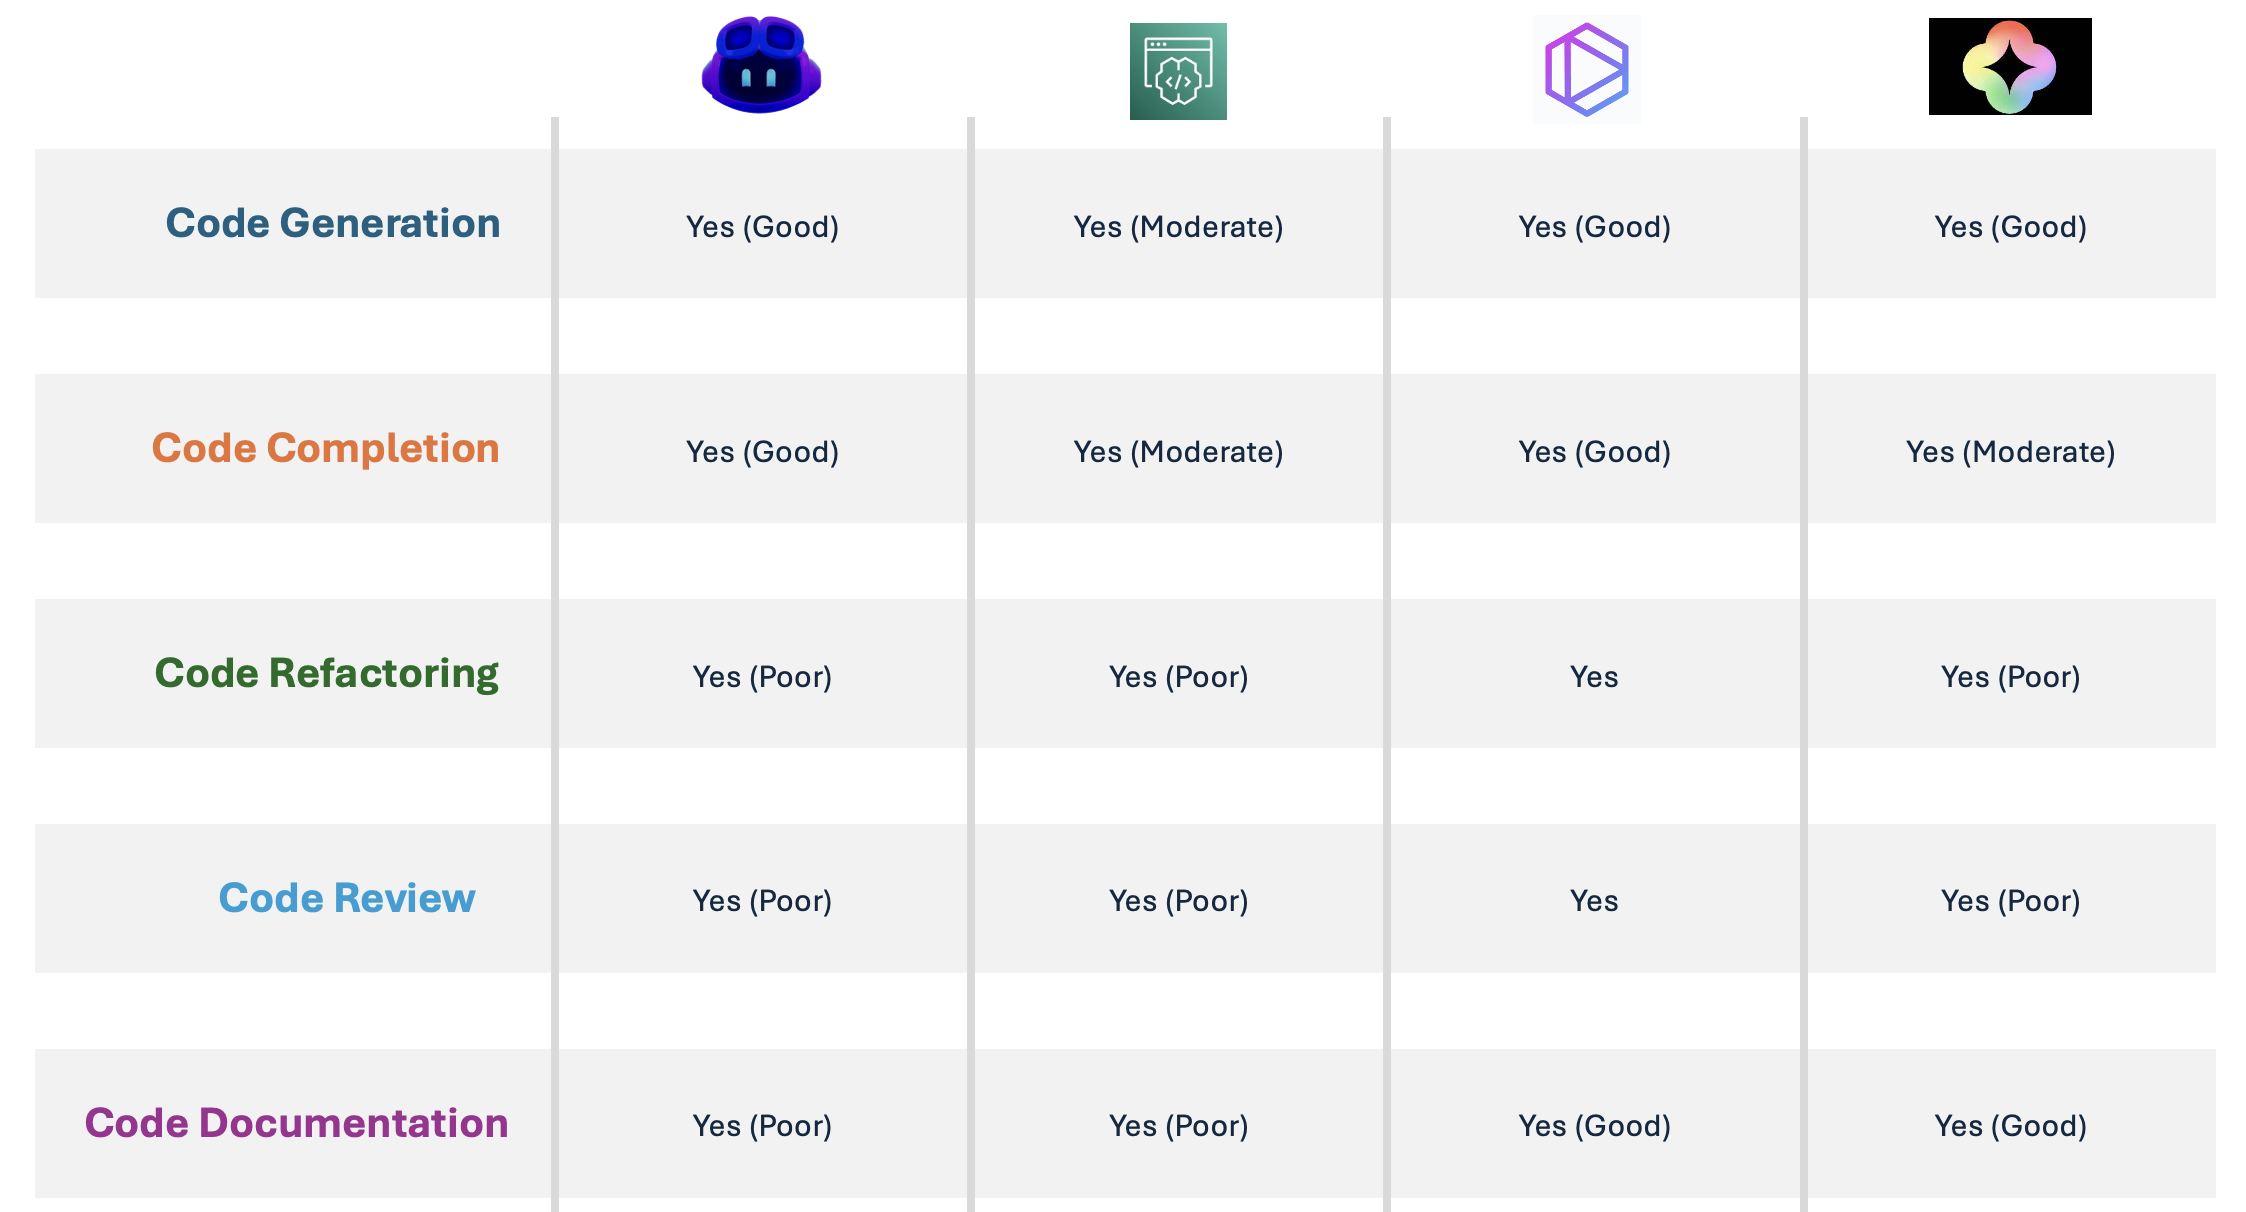 Code Generation
Yes (Good)
Yes (Moderate)
Yes (Good)
Yes (Good)
Code Completion
Yes (Good)
Yes (Moderate)
Yes (Good)
Yes (Moderate)
Code Refactoring
Yes (Poor)
Yes (Poor)
Yes
Yes (Poor)
Code Review
Yes (Poor)
Yes (Poor)
Yes
Yes (Poor)
Code Documentation
Yes (Poor)
Yes (Poor)
Yes (Good)
Yes (Good)